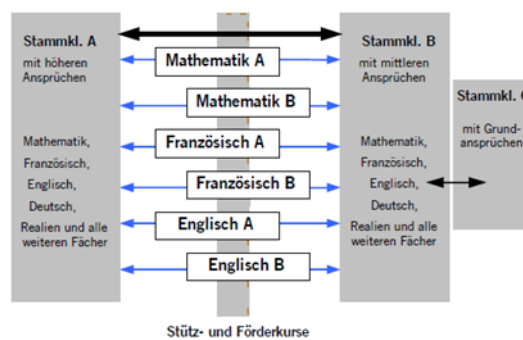 Stammkl. A
mit höheren
Ansprüchen
Mathematik,
Französisch,
Englisch,
Deutsch,
Realien und alle
weiteren Fächer
Mathematik A
Mathematik B
Französisch A
Französisch B
Englisch A
Englisch B
Stütz- und Förderkurse
Stammkl. B
mit mittleren
Ansprüchen
Mathematik,
Französisch,
Englisch,
Deutsch,
Realien und alle
weiteren Fächer
Stammkl.
mit Grund-
ansprüchen